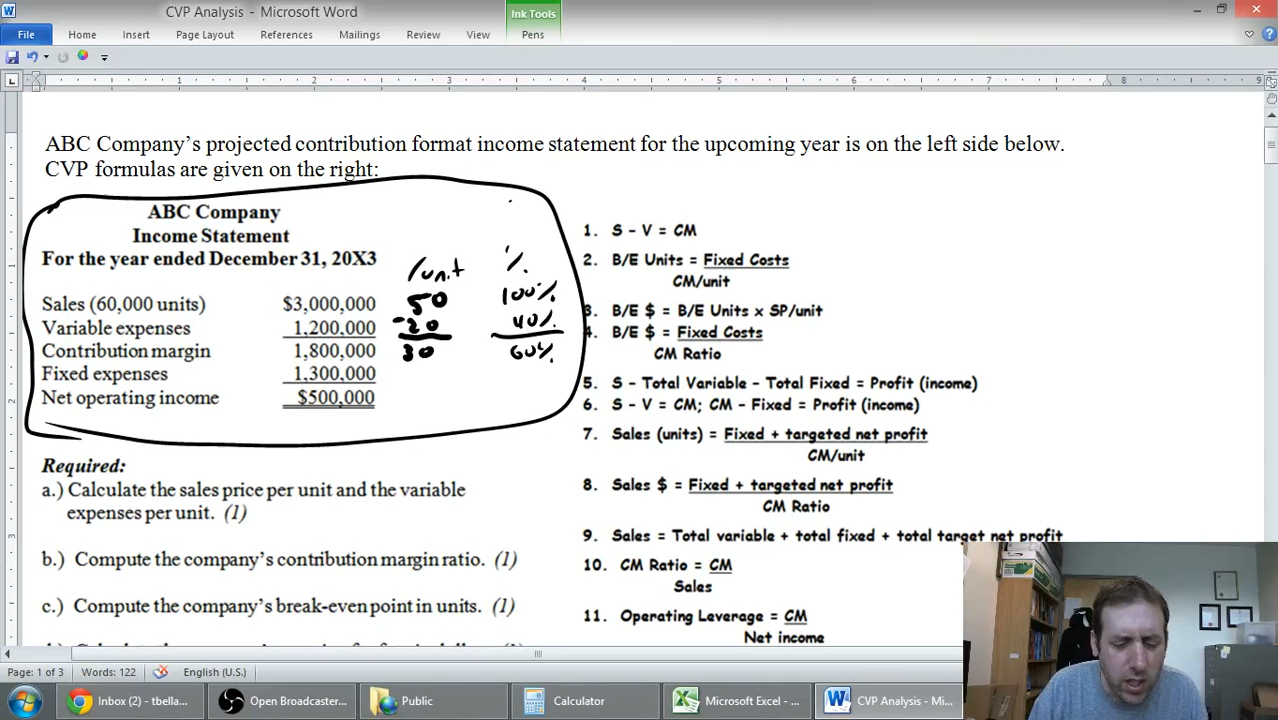 CVP Analysis - Microsoft Word
Ink Tools
File Home Insert Page Layout References Mailings Review View Pens
1 2 3 4 5 6 7 8 9
ABC Company's projected contribution format income statement for the upcoming year is on the left side below.
CVP formulas are given on the right:
ABC Company
Income Statement
For the year ended December 31, 20X3
/unit %
Sales (60,000 units) $3,000,000 50 100%
Variable expenses 1,200,000 -20 40%
Contribution margin 1,800,000 30 60%
Fixed expenses 1,300,000
Net operating income $500,000
Required:
a.) Calculate the sales price per unit and the variable
expenses per unit. (1)
b.) Compute the company's contribution margin ratio. (1)
c.) Compute the company's break-even point in units. (1)
1. S - V = CM
2. B/E Units = Fixed Costs
CM/unit
3. B/E $ = B/E Units x SP/unit
4. B/E $ = Fixed Costs
CM Ratio
5. S - Total Variable - Total Fixed = Profit (income)
6. S - V = CM; CM - Fixed = Profit (income)
7. Sales (units) = Fixed + targeted net profit
CM/unit
8. Sales $ = Fixed + targeted net profit
CM Ratio
9. Sales = Total variable + total fixed + total target net profit
10. CM Ratio = CM
Sales
11. Operating Leverage = CM
Net income
Page: 1 of 3 Words: 122 English (U.S.)
Inbox (2) - tbella... Open Broadcaster... Public Calculator Microsoft Excel - ... CVP Analysis - Mi...